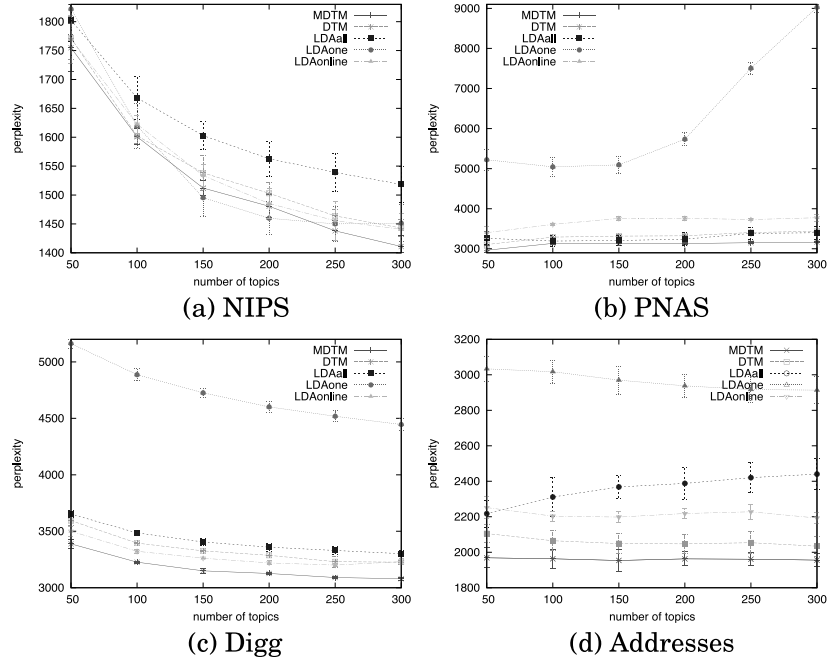 1800
1750
1700
1650
1600
1550
1500
1450
1400
perplexity
50 100 150 200 250 300
number of topics
MDTM
DTM
LDAall
LDAone
LDAonline
(a) NIPS
9000
8000
7000
6000
5000
4000
3000
perplexity
50 100 150 200 250 300
number of topics
MDTM
DTM
LDAall
LDAone
LDAonline
(b) PNAS
5000
4500
4000
3500
3000
perplexity
50 100 150 200 250 300
number of topics
MDTM
DTM
LDAall
LDAone
LDAonline
(c) Digg
3200
3000
2800
2600
2400
2200
2000
1800
perplexity
50 100 150 200 250 300
number of topics
MDTM
DTM
LDAall
LDAone
LDAonline
(d) Addresses